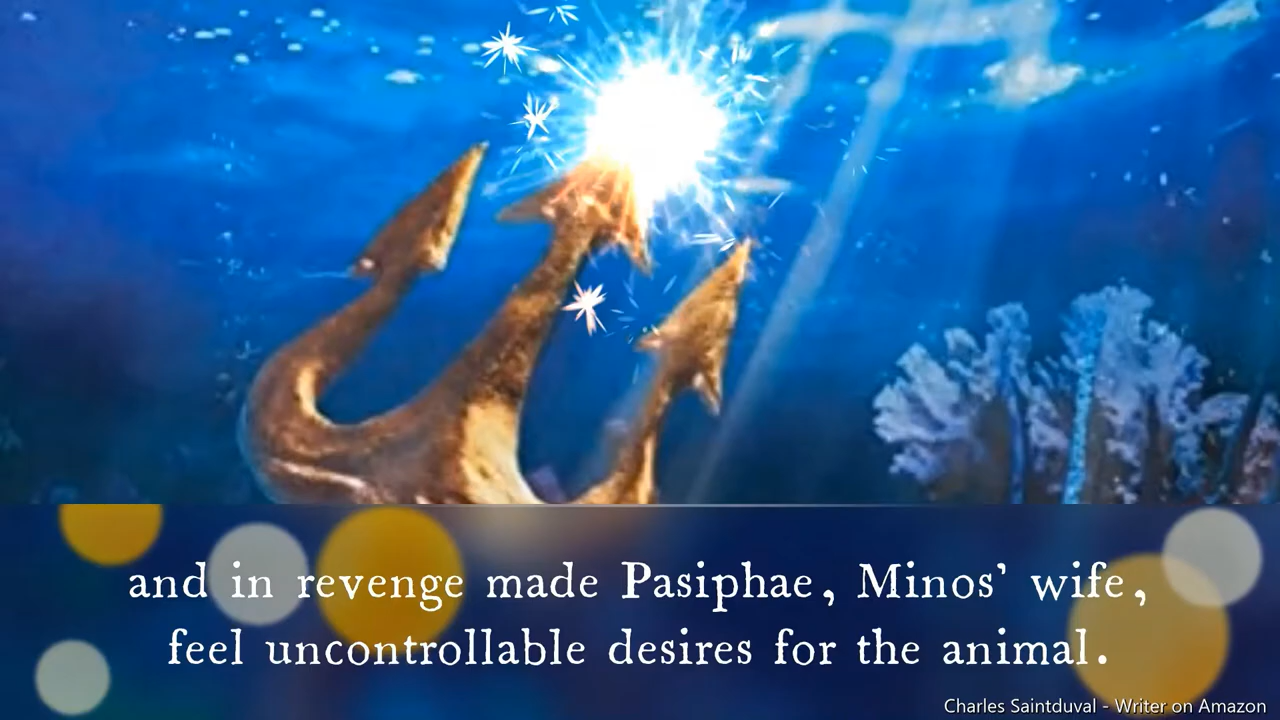 and in revenge made Pasiphae, Minos’ wife,
feel uncontrollable desires for the animal.
Charles Saintduval - Writer on Amazon